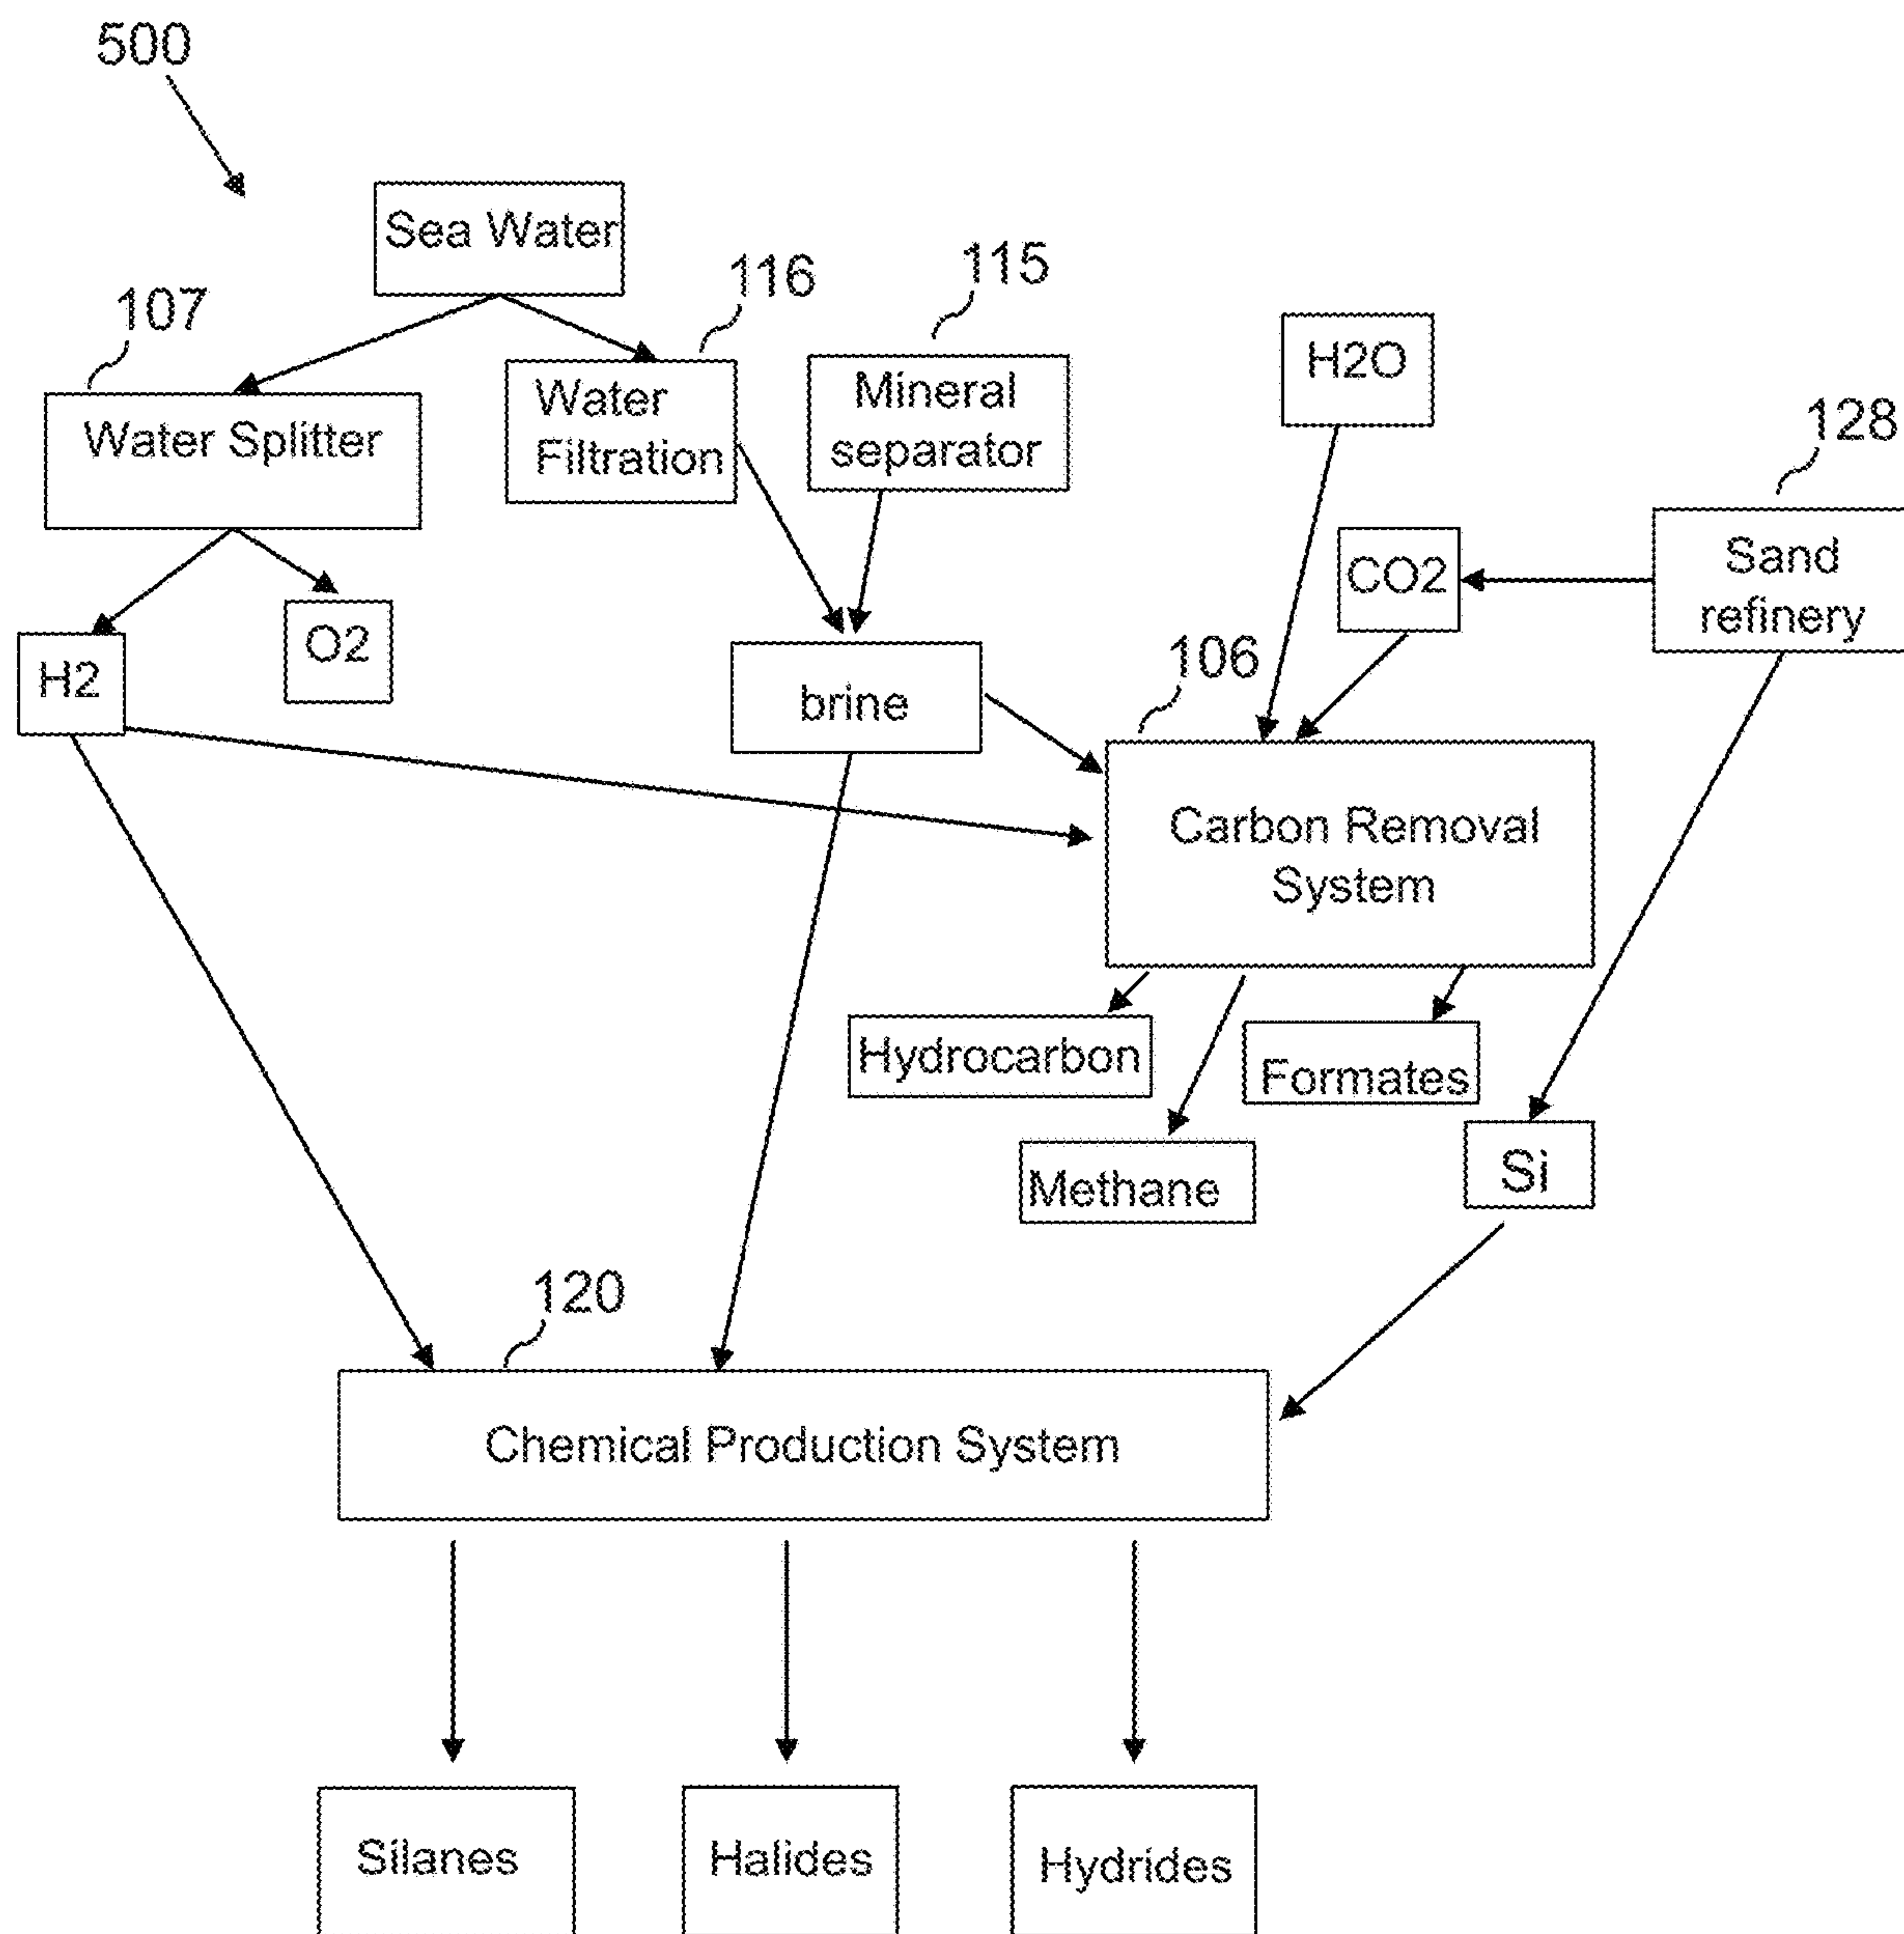 500
Sea Water
107
116
115
Water Splitter
Water
Filtration
Mineral
separator
H2O
128
Sand
refinery
CO2
H2
O2
brine
106
Carbon Removal
System
Hydrocarbon
Formates
Methane
Si
120
Chemical Production System
Silanes
Halides
Hydrides